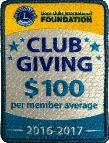 Lions Clubs International
FOUNDATION
CLUB
GIVING
$100
per member average
2016-2017